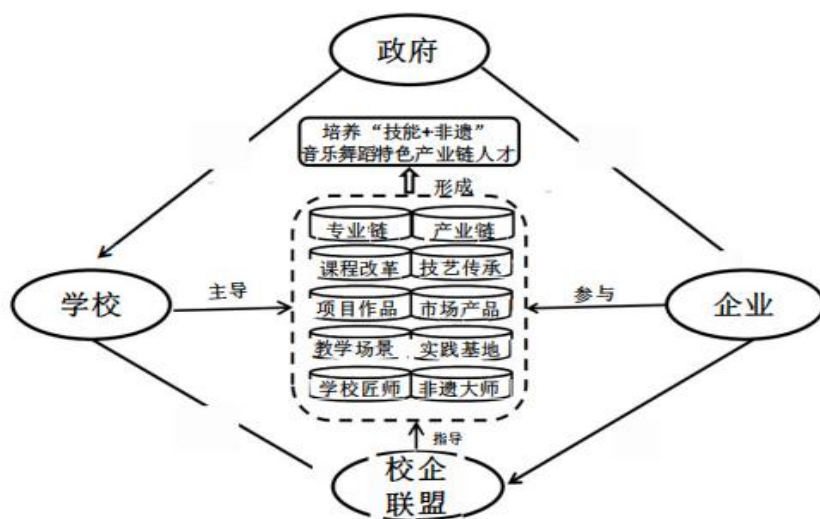 政府
培养“技能+非遗”
音乐舞蹈特色产业链人才
形成
专业链 产业链
课程改革 技艺传承
项目作品 市场产品
教学场景 实践基地
学校匠师 非遗大师
学校
主导
参与
企业
指导
校企
联盟